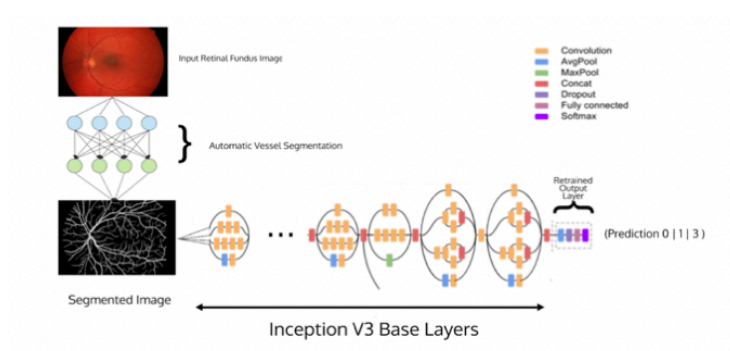 Input Retinal Fundus Image
Convolution
AvgPool
MaxPool
Concat
Dropout
Fully connected
Softmax
Automatic Vessel Segmentation
Retrained
Output
Layer
(Prediction 0 | 1 | 3 )
Segmented Image
Inception V3 Base Layers